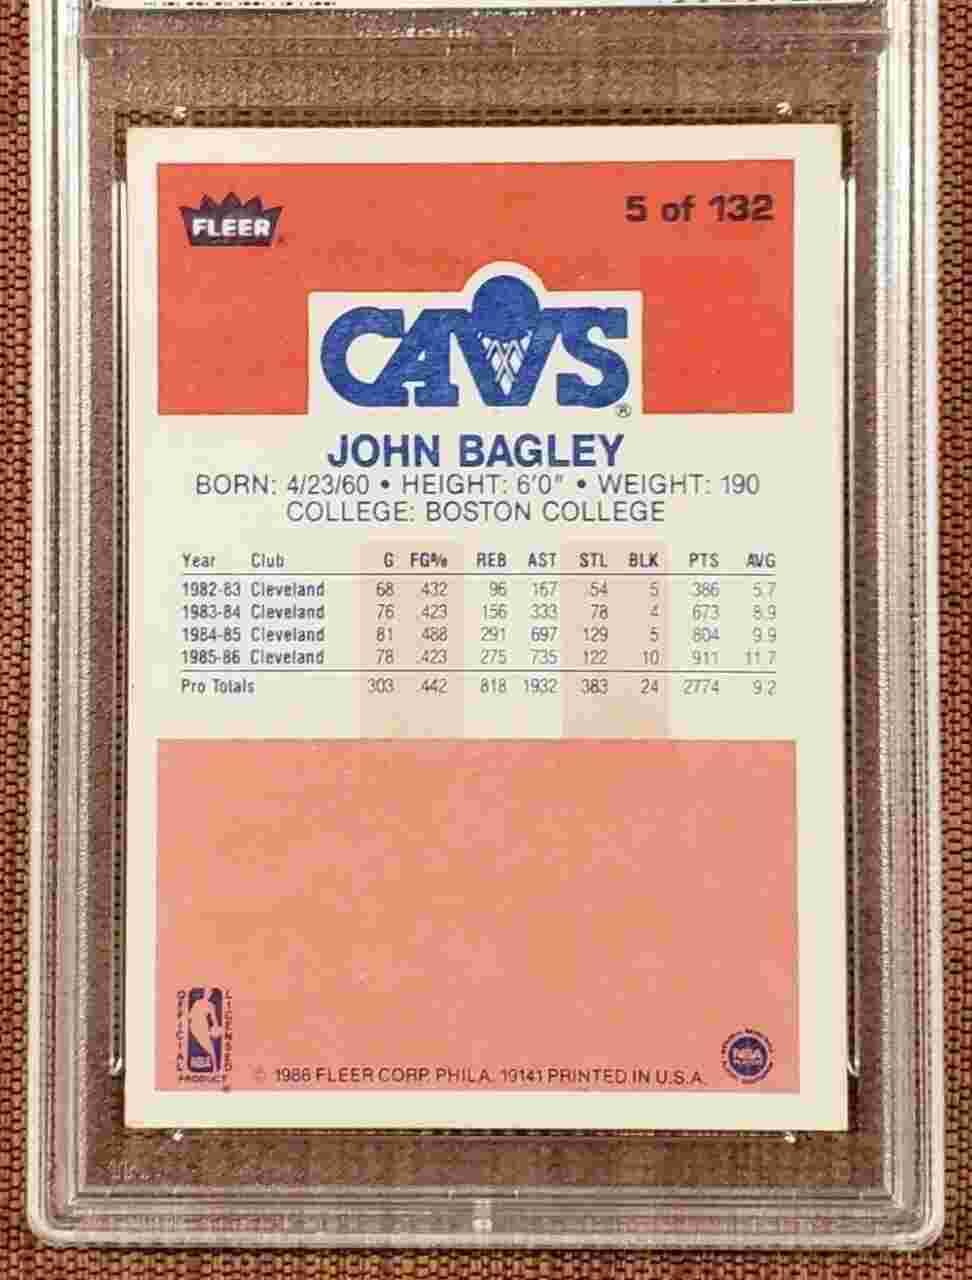 FLEER
5 of 132
CAVS
JOHN BAGLEY
BORN: 4/23/60 • HEIGHT: 6'0" • WEIGHT: 190
COLLEGE: BOSTON COLLEGE
Year Club G FG% REB AST STL BLK PTS AVG
1982-83 Cleveland 68 .432 96 167 54 5 386 5.7
1983-84 Cleveland 76 .423 156 333 78 4 673 8.9
1984-85 Cleveland 81 .488 291 697 129 5 804 9.9
1985-86 Cleveland 78 .423 275 735 122 10 911 11.7
Pro Totals 303 .442 818 1932 383 24 2774 9.2
OFFICIAL LICENSED
NBA
PRODUCT
© 1986 FLEER CORP. PHILA. 19141 PRINTED IN U.S.A.
NBA
PLAYERS